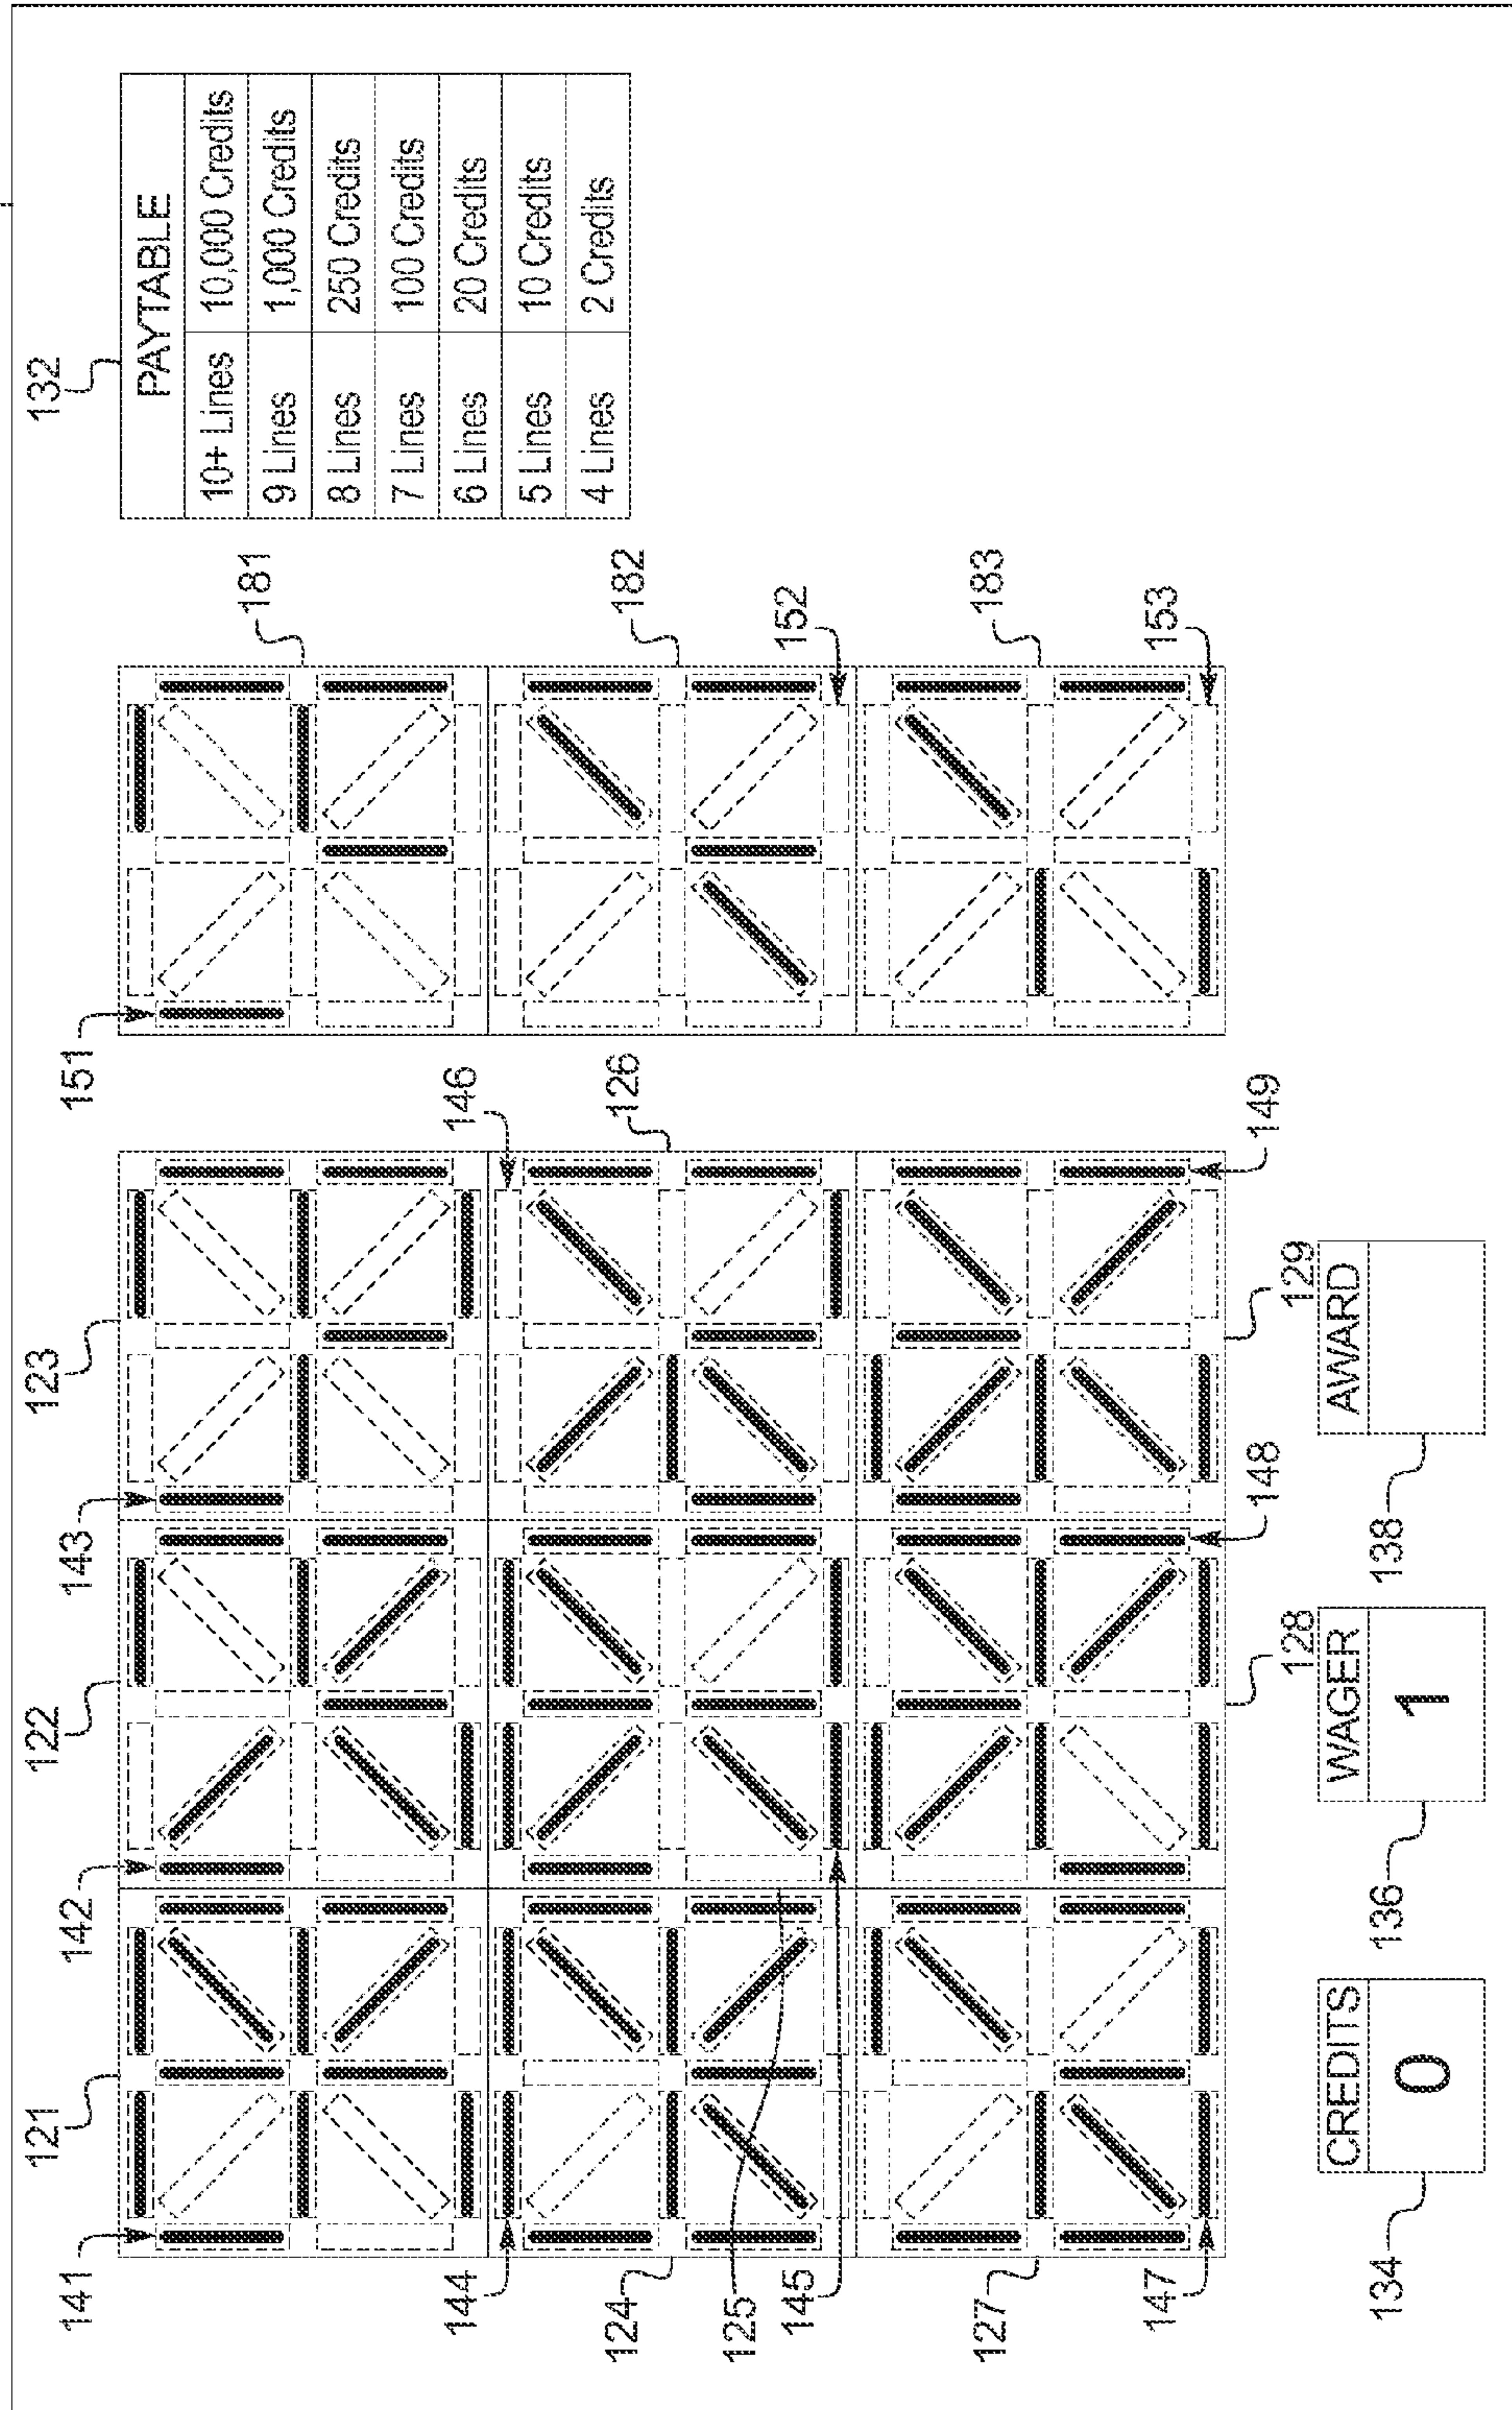 132
PAYTABLE
10+ Lines 10,000 Credits
9 Lines 1,000 Credits
8 Lines 250 Credits
7 Lines 100 Credits
6 Lines 20 Credits
5 Lines 10 Credits
4 Lines 2 Credits
141
121
142
122
143
123
151
181
144
146
124
126
182
125
145
152
127
183
147
148
149
153
128
129
CREDITS
0
134
WAGER
1
136
AWARD
138